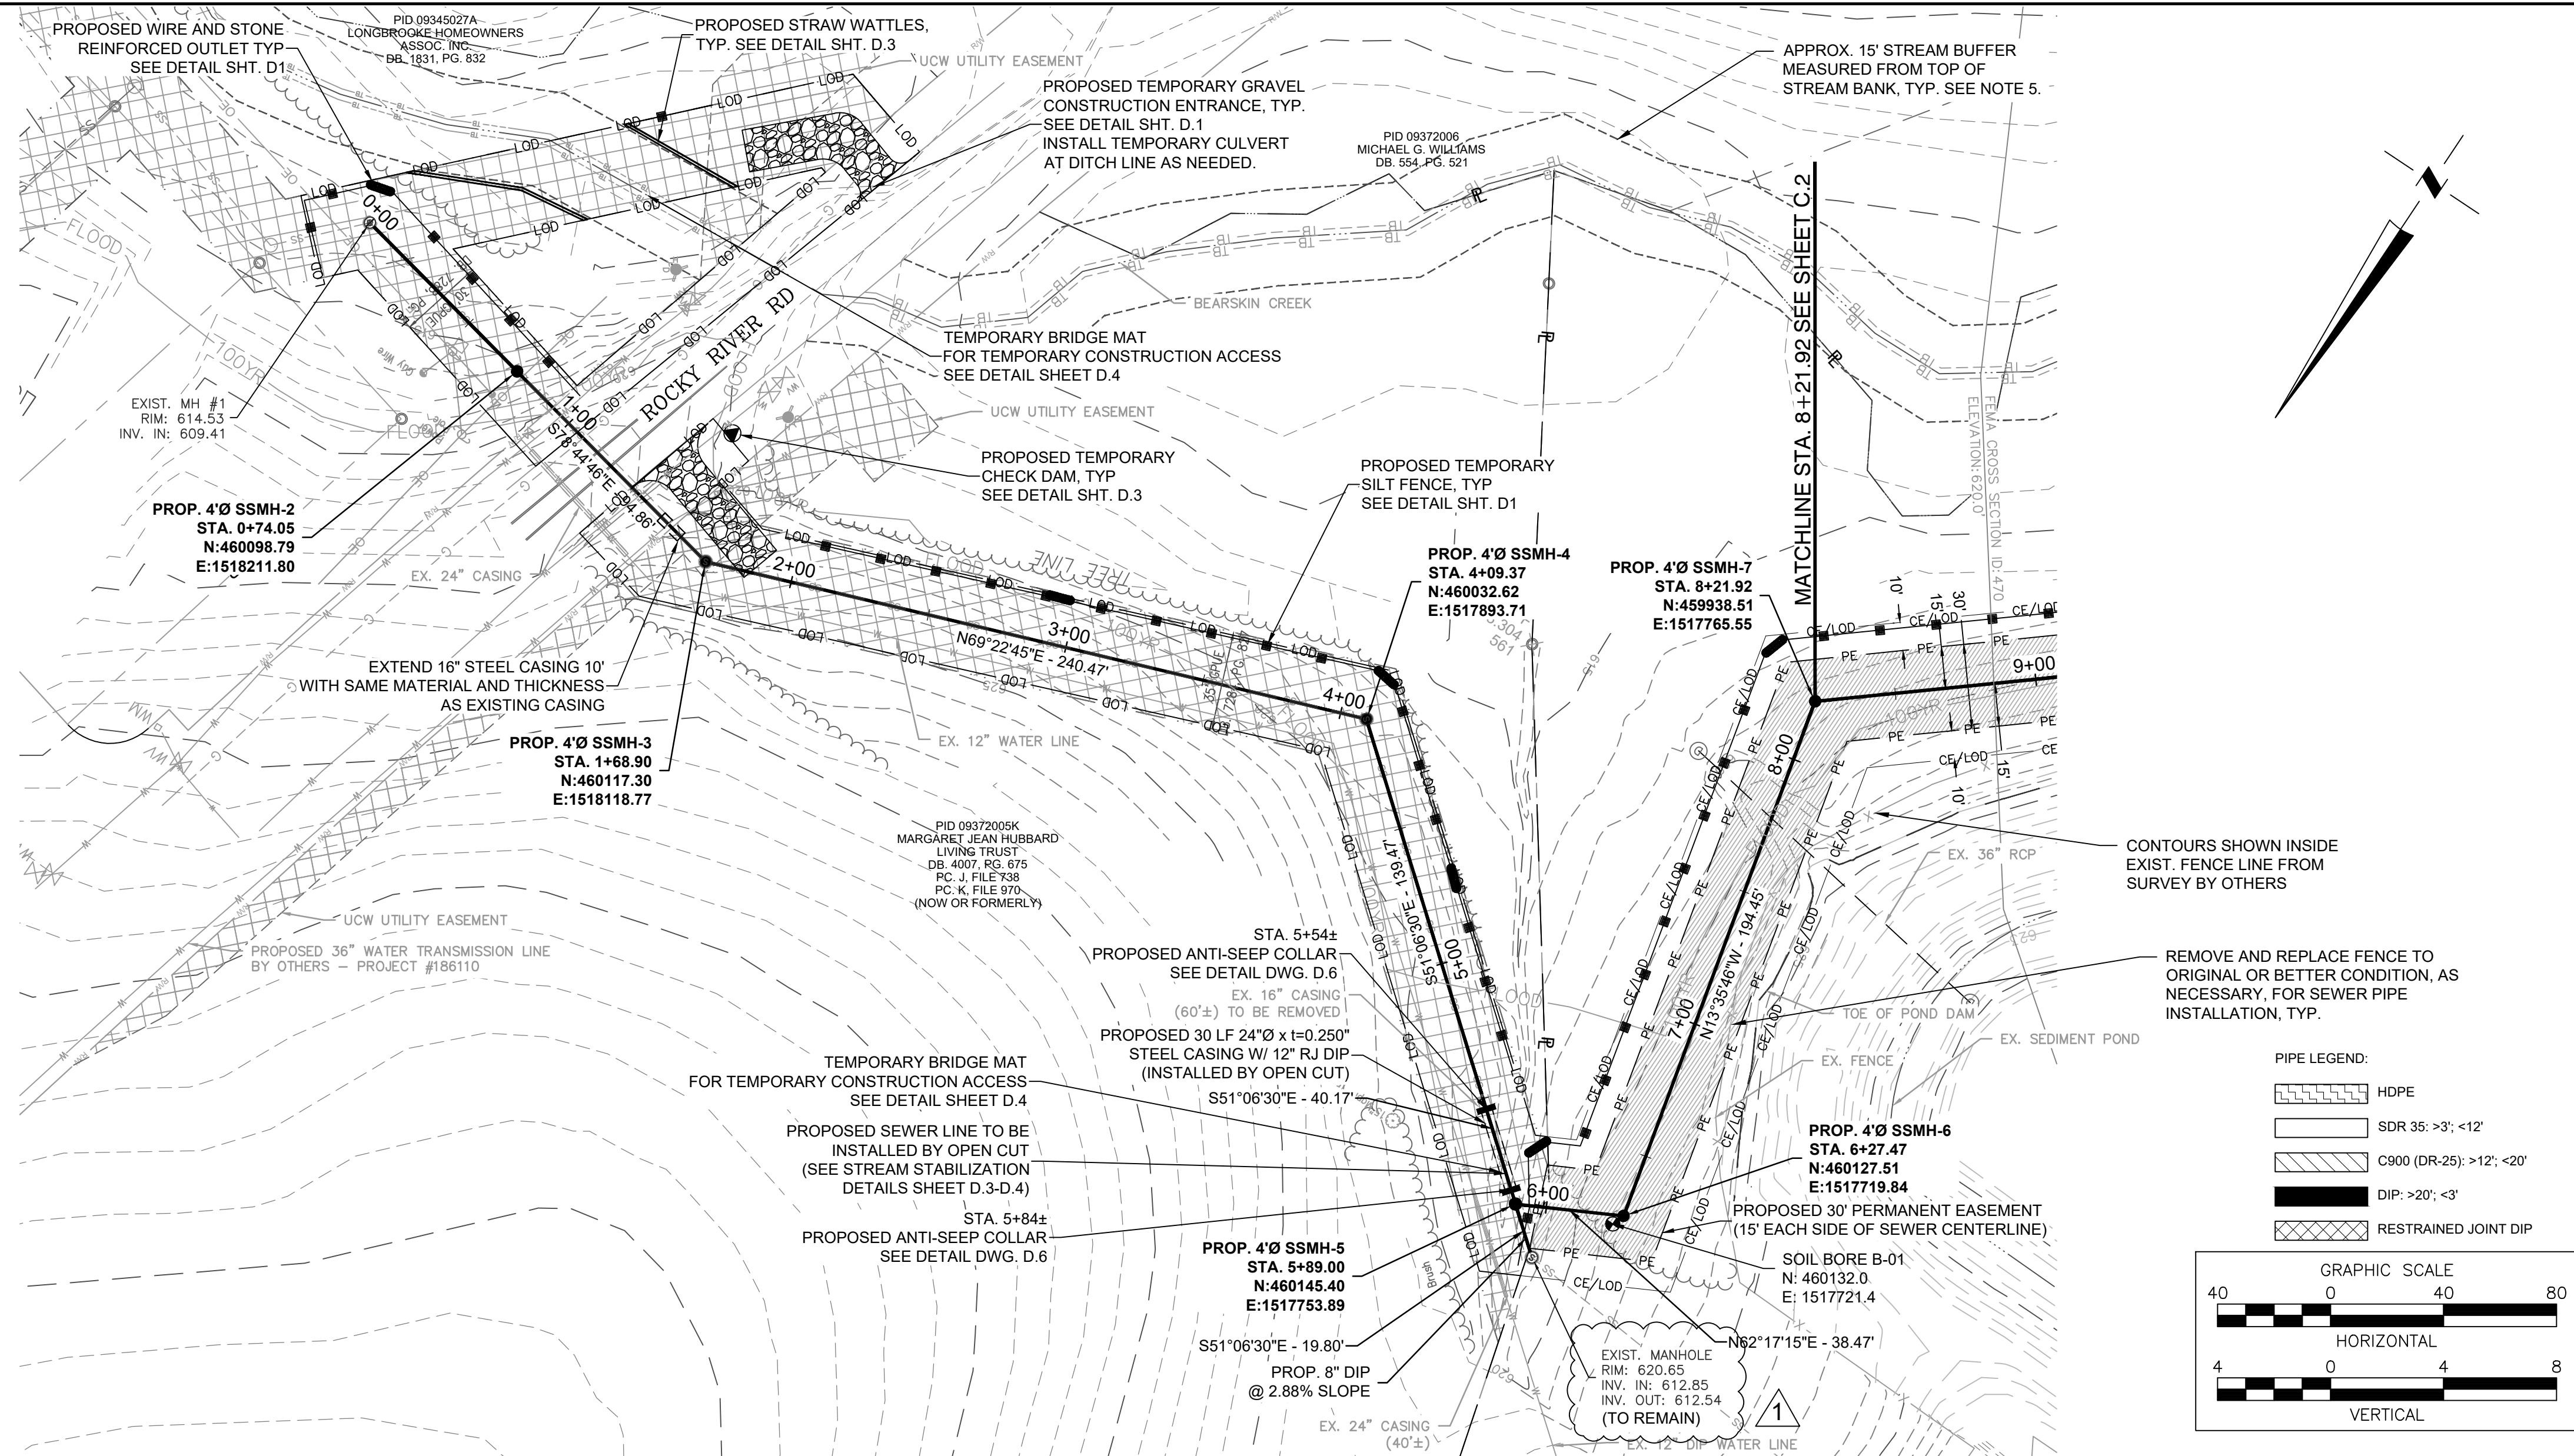 PROPOSED WIRE AND STONE
REINFORCED OUTLET TYP
SEE DETAIL SHT. D1
PID 09345027A
LONGBROOKE HOMEOWNERS
ASSOC. INC.
DB. 1831, PG. 832
PROPOSED STRAW WATTLES,
TYP. SEE DETAIL SHT. D.3
UCW UTILITY EASEMENT
PROPOSED TEMPORARY GRAVEL
CONSTRUCTION ENTRANCE, TYP.
SEE DETAIL SHT. D.1
INSTALL TEMPORARY CULVERT
AT DITCH LINE AS NEEDED.
PID 09372006
MICHAEL G. WILLIAMS
DB. 554, PG. 521
APPROX. 15' STREAM BUFFER
MEASURED FROM TOP OF
STREAM BANK, TYP. SEE NOTE 5.
MATCHLINE STA. 8+21.92 SEE SHEET C.2
BEARSKIN CREEK
ROCKY RIVER RD
TEMPORARY BRIDGE MAT
FOR TEMPORARY CONSTRUCTION ACCESS
SEE DETAIL SHEET D.4
UCW UTILITY EASEMENT
FLOOD
100YR
Guy Wire
0+00
1+00
S78°44'46"E - 94.86'
EXIST. MH #1
RIM: 614.53
INV. IN: 609.41
FLOOD
PROP. 4'Ø SSMH-2
STA. 0+74.05
N:460098.79
E:1518211.80
EX. 24" CASING
PROPOSED TEMPORARY
CHECK DAM, TYP
SEE DETAIL SHT. D.3
PROPOSED TEMPORARY
SILT FENCE, TYP
SEE DETAIL SHT. D1
FEMA CROSS SECTION ID:470
ELEVATION:620.0'
PROP. 4'Ø SSMH-4
STA. 4+09.37
N:460032.62
E:1517893.71
PROP. 4'Ø SSMH-7
STA. 8+21.92
N:459938.51
E:1517765.55
TREE LINE
2+00
3+00
N69°22'45"E - 240.47'
4+00
10'
15'
30'
9+00
15'
10'
EXTEND 16" STEEL CASING 10'
WITH SAME MATERIAL AND THICKNESS
AS EXISTING CASING
PROP. 4'Ø SSMH-3
STA. 1+68.90
N:460117.30
E:1518118.77
EX. 12" WATER LINE
625
615
100YR
8+00
PID 09372005K
MARGARET JEAN HUBBARD
LIVING TRUST
DB. 4007, PG. 675
PC. J, FILE 738
PC. K, FILE 970
(NOW OR FORMERLY)
S51°06'30"E - 139.47'
5+00
EX. 36" RCP
CONTOURS SHOWN INSIDE
EXIST. FENCE LINE FROM
SURVEY BY OTHERS
UCW UTILITY EASEMENT
PROPOSED 36" WATER TRANSMISSION LINE
BY OTHERS – PROJECT #186110
STA. 5+54±
PROPOSED ANTI-SEEP COLLAR
SEE DETAIL DWG. D.6
EX. 16" CASING
(60'±) TO BE REMOVED
7+00
N13°35'46"W - 194.45'
625
REMOVE AND REPLACE FENCE TO
ORIGINAL OR BETTER CONDITION, AS
NECESSARY, FOR SEWER PIPE
INSTALLATION, TYP.
TOE OF POND DAM
EX. SEDIMENT POND
EX. FENCE
PROPOSED 30 LF 24"Ø x t=0.250"
STEEL CASING W/ 12" RJ DIP
(INSTALLED BY OPEN CUT)
S51°06'30"E - 40.17'
TEMPORARY BRIDGE MAT
FOR TEMPORARY CONSTRUCTION ACCESS
SEE DETAIL SHEET D.4
PROPOSED SEWER LINE TO BE
INSTALLED BY OPEN CUT
(SEE STREAM STABILIZATION
DETAILS SHEET D.3-D.4)
STA. 5+84±
PROPOSED ANTI-SEEP COLLAR
SEE DETAIL DWG. D.6
6+00
PROP. 4'Ø SSMH-6
STA. 6+27.47
N:460127.51
E:1517719.84
PROPOSED 30' PERMANENT EASEMENT
(15' EACH SIDE OF SEWER CENTERLINE)
PROP. 4'Ø SSMH-5
STA. 5+89.00
N:460145.40
E:1517753.89
SOIL BORE B-01
N: 460132.0
E: 1517721.4
Brush
S51°06'30"E - 19.80'
PROP. 8" DIP
@ 2.88% SLOPE
N62°17'15"E - 38.47'
EXIST. MANHOLE
RIM: 620.65
INV. IN: 612.85
INV. OUT: 612.54
(TO REMAIN)
1
620
EX. 24" CASING
(40'±)
EX. 12" DIP WATER LINE
PIPE LEGEND:
HDPE
SDR 35: >3'; <12'
C900 (DR-25): >12'; <20'
DIP: >20'; <3'
RESTRAINED JOINT DIP
GRAPHIC SCALE
40 0 40 80
HORIZONTAL
4 0 4 8
VERTICAL